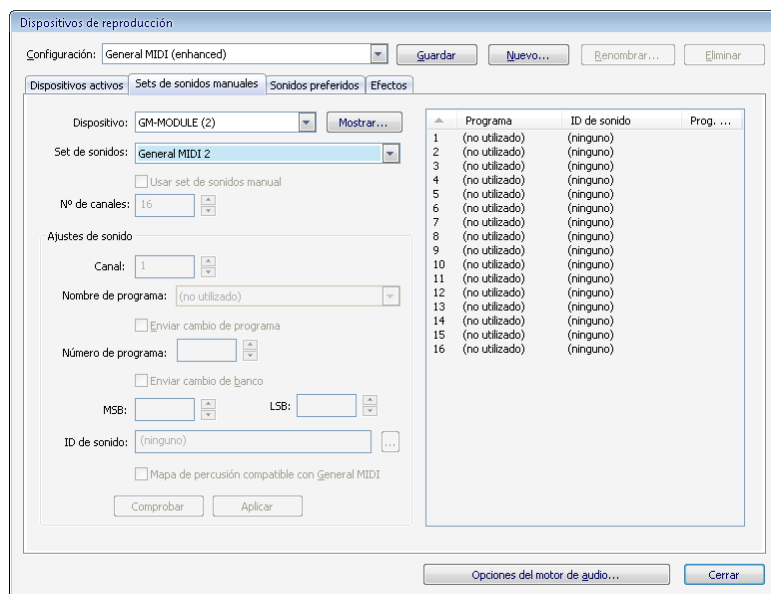 Dispositivos de reproducción
Configuración: General MIDI (enhanced) Guardar Nuevo... Renombrar... Eliminar
Dispositivos activos Sets de sonidos manuales Sonidos preferidos Efectos
Dispositivo: GM-MODULE (2) Mostrar...
Set de sonidos: General MIDI 2
Usar set de sonidos manual
Nº de canales: 16
Ajustes de sonido
Canal: 1
Nombre de programa: (no utilizado)
Enviar cambio de programa
Número de programa:
Enviar cambio de banco
MSB: LSB:
ID de sonido: (ninguno) ...
Mapa de percusión compatible con General MIDI
Comprobar Aplicar
Programa ID de sonido Prog. ...
1 (no utilizado) (ninguno)
2 (no utilizado) (ninguno)
3 (no utilizado) (ninguno)
4 (no utilizado) (ninguno)
5 (no utilizado) (ninguno)
6 (no utilizado) (ninguno)
7 (no utilizado) (ninguno)
8 (no utilizado) (ninguno)
9 (no utilizado) (ninguno)
10 (no utilizado) (ninguno)
11 (no utilizado) (ninguno)
12 (no utilizado) (ninguno)
13 (no utilizado) (ninguno)
14 (no utilizado) (ninguno)
15 (no utilizado) (ninguno)
16 (no utilizado) (ninguno)
Opciones del motor de audio... Cerrar